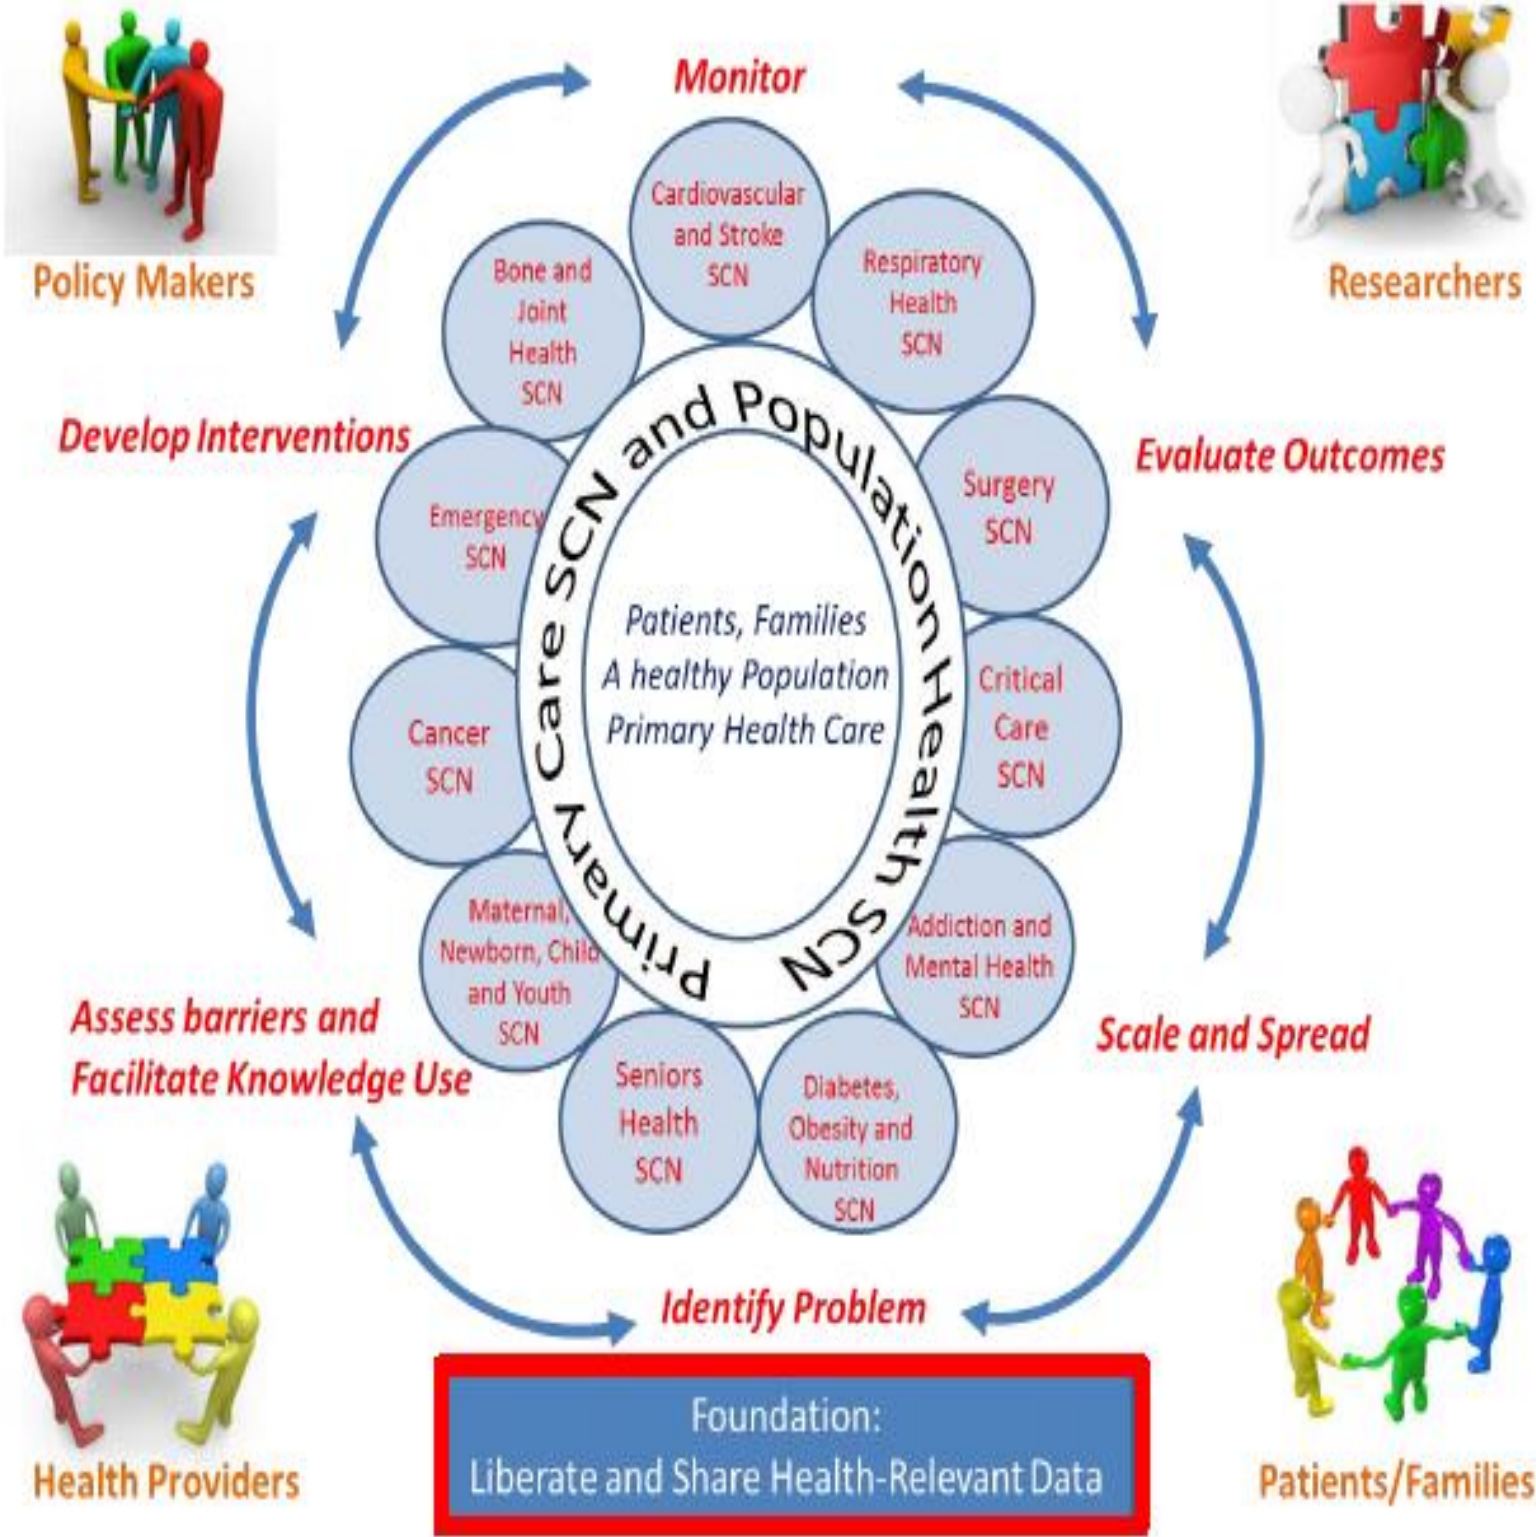 Monitor
Policy Makers
Researchers
Cardiovascular
and Stroke
SCN
Respiratory
Health
SCN
Bone and
Joint
Health
SCN
Develop Interventions
Evaluate Outcomes
Surgery
SCN
Emergency
SCN
Primary Care SCN and Population Health SCN
Patients, Families
A healthy Population
Primary Health Care
Critical
Care
SCN
Cancer
SCN
Maternal,
Newborn, Child
and Youth
SCN
Addiction and
Mental Health
SCN
Assess barriers and
Facilitate Knowledge Use
Scale and Spread
Seniors
Health
SCN
Diabetes,
Obesity and
Nutrition
SCN
Identify Problem
Foundation:
Liberate and Share Health-Relevant Data
Health Providers
Patients/Families